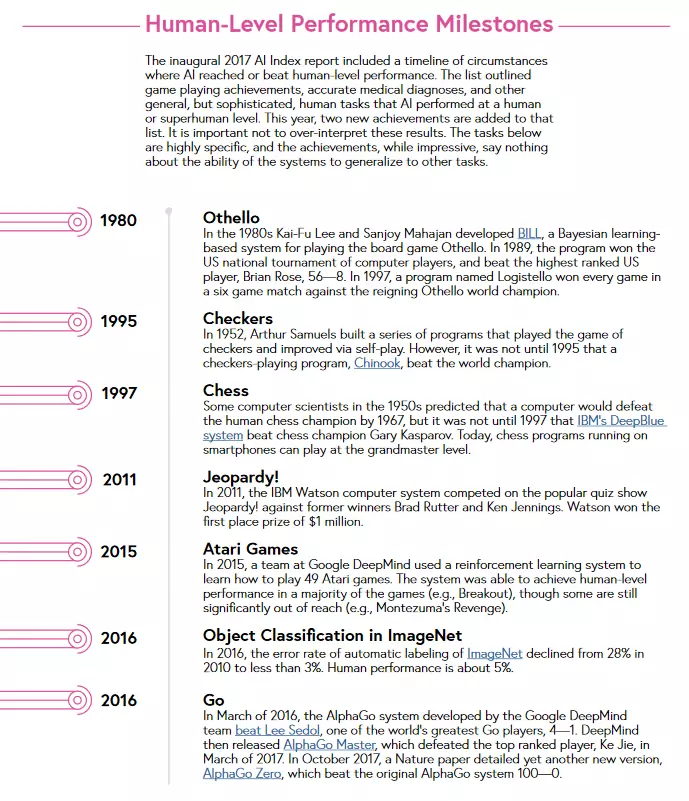 Human-Level Performance Milestones
The inaugural 2017 AI Index report included a timeline of circumstances
where AI reached or beat human-level performance. The list outlined
game playing achievements, accurate medical diagnoses, and other
general, but sophisticated, human tasks that AI performed at a human
or superhuman level. This year, two new achievements are added to that
list. It is important not to over-interpret these results. The tasks below
are highly specific, and the achievements, while impressive, say nothing
about the ability of the systems to generalize to other tasks.
1980
Othello
In the 1980s Kai-Fu Lee and Sanjoy Mahajan developed BILL, a Bayesian learning-
based system for playing the board game Othello. In 1989, the program won the
US national tournament of computer players, and beat the highest ranked US
player, Brian Rose, 56—8. In 1997, a program named Logistello won every game in
a six game match against the reigning Othello world champion.
1995
Checkers
In 1952, Arthur Samuels built a series of programs that played the game of
checkers and improved via self-play. However, it was not until 1995 that a
checkers-playing program, Chinook, beat the world champion.
1997
Chess
Some computer scientists in the 1950s predicted that a computer would defeat
the human chess champion by 1967, but it was not until 1997 that IBM's DeepBlue
system beat chess champion Gary Kasparov. Today, chess programs running on
smartphones can play at the grandmaster level.
2011
Jeopardy!
In 2011, the IBM Watson computer system competed on the popular quiz show
Jeopardy! against former winners Brad Rutter and Ken Jennings. Watson won the
first place prize of $1 million.
2015
Atari Games
In 2015, a team at Google DeepMind used a reinforcement learning system to
learn how to play 49 Atari games. The system was able to achieve human-level
performance in a majority of the games (e.g., Breakout), though some are still
significantly out of reach (e.g., Montezuma's Revenge).
2016
Object Classification in ImageNet
In 2016, the error rate of automatic labeling of ImageNet declined from 28% in
2010 to less than 3%. Human performance is about 5%.
2016
Go
In March of 2016, the AlphaGo system developed by the Google DeepMind
team beat Lee Sedol, one of the world's greatest Go players, 4—1. DeepMind
then released AlphaGo Master, which defeated the top ranked player, Ke Jie, in
March of 2017. In October 2017, a Nature paper detailed yet another new version,
AlphaGo Zero, which beat the original AlphaGo system 100—0.